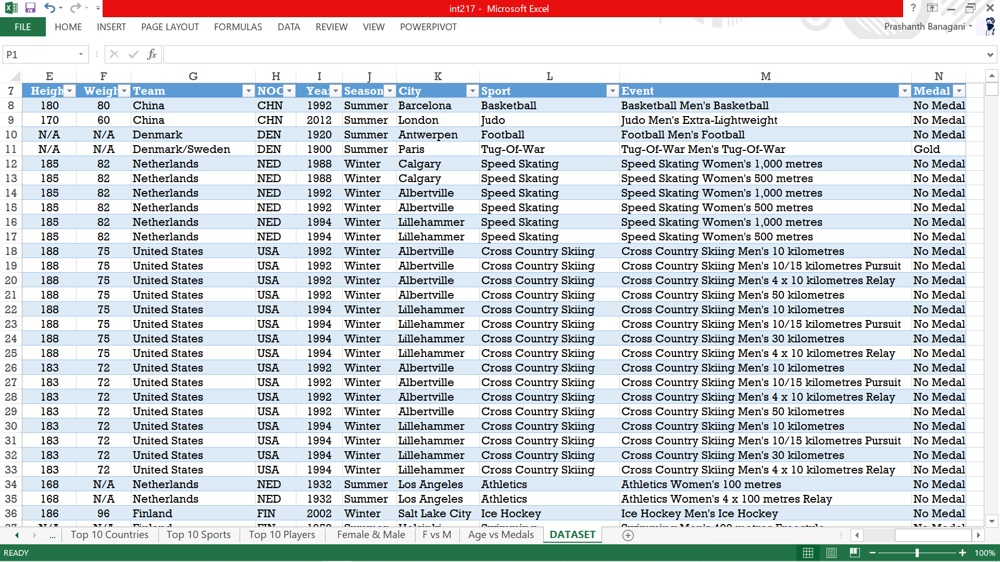 int217 - Microsoft Excel
?
FILE HOME INSERT PAGE LAYOUT FORMULAS DATA REVIEW VIEW POWERPIVOT Prashanth Banagani
P1 fx
E F G H I J K L M N
7 Heigh Weigh Team NOC Yea Season City Sport Event Medal
8 180 80 China CHN 1992 Summer Barcelona Basketball Basketball Men's Basketball No Medal
9 170 60 China CHN 2012 Summer London Judo Judo Men's Extra-Lightweight No Medal
10 N/A N/A Denmark DEN 1920 Summer Antwerpen Football Football Men's Football No Medal
11 N/A N/A Denmark/Sweden DEN 1900 Summer Paris Tug-Of-War Tug-Of-War Men's Tug-Of-War Gold
12 185 82 Netherlands NED 1988 Winter Calgary Speed Skating Speed Skating Women's 1,000 metres No Medal
13 185 82 Netherlands NED 1988 Winter Calgary Speed Skating Speed Skating Women's 500 metres No Medal
14 185 82 Netherlands NED 1992 Winter Albertville Speed Skating Speed Skating Women's 1,000 metres No Medal
15 185 82 Netherlands NED 1992 Winter Albertville Speed Skating Speed Skating Women's 500 metres No Medal
16 185 82 Netherlands NED 1994 Winter Lillehammer Speed Skating Speed Skating Women's 1,000 metres No Medal
17 185 82 Netherlands NED 1994 Winter Lillehammer Speed Skating Speed Skating Women's 500 metres No Medal
18 188 75 United States USA 1992 Winter Albertville Cross Country Skiing Cross Country Skiing Men's 10 kilometres No Medal
19 188 75 United States USA 1992 Winter Albertville Cross Country Skiing Cross Country Skiing Men's 10/15 kilometres Pursuit No Medal
20 188 75 United States USA 1992 Winter Albertville Cross Country Skiing Cross Country Skiing Men's 4 x 10 kilometres Relay No Medal
21 188 75 United States USA 1992 Winter Albertville Cross Country Skiing Cross Country Skiing Men's 50 kilometres No Medal
22 188 75 United States USA 1994 Winter Lillehammer Cross Country Skiing Cross Country Skiing Men's 10 kilometres No Medal
23 188 75 United States USA 1994 Winter Lillehammer Cross Country Skiing Cross Country Skiing Men's 10/15 kilometres Pursuit No Medal
24 188 75 United States USA 1994 Winter Lillehammer Cross Country Skiing Cross Country Skiing Men's 30 kilometres No Medal
25 188 75 United States USA 1994 Winter Lillehammer Cross Country Skiing Cross Country Skiing Men's 4 x 10 kilometres Relay No Medal
26 183 72 United States USA 1992 Winter Albertville Cross Country Skiing Cross Country Skiing Men's 10 kilometres No Medal
27 183 72 United States USA 1992 Winter Albertville Cross Country Skiing Cross Country Skiing Men's 10/15 kilometres Pursuit No Medal
28 183 72 United States USA 1992 Winter Albertville Cross Country Skiing Cross Country Skiing Men's 4 x 10 kilometres Relay No Medal
29 183 72 United States USA 1992 Winter Albertville Cross Country Skiing Cross Country Skiing Men's 50 kilometres No Medal
30 183 72 United States USA 1994 Winter Lillehammer Cross Country Skiing Cross Country Skiing Men's 10 kilometres No Medal
31 183 72 United States USA 1994 Winter Lillehammer Cross Country Skiing Cross Country Skiing Men's 10/15 kilometres Pursuit No Medal
32 183 72 United States USA 1994 Winter Lillehammer Cross Country Skiing Cross Country Skiing Men's 30 kilometres No Medal
33 183 72 United States USA 1994 Winter Lillehammer Cross Country Skiing Cross Country Skiing Men's 4 x 10 kilometres Relay No Medal
34 168 N/A Netherlands NED 1932 Summer Los Angeles Athletics Athletics Women's 100 metres No Medal
35 168 N/A Netherlands NED 1932 Summer Los Angeles Athletics Athletics Women's 4 x 100 metres Relay No Medal
36 186 96 Finland FIN 2002 Winter Salt Lake City Ice Hockey Ice Hockey Men's Ice Hockey No Medal
... Top 10 Countries Top 10 Sports Top 10 Players Female & Male F vs M Age vs Medals DATASET
READY 100%